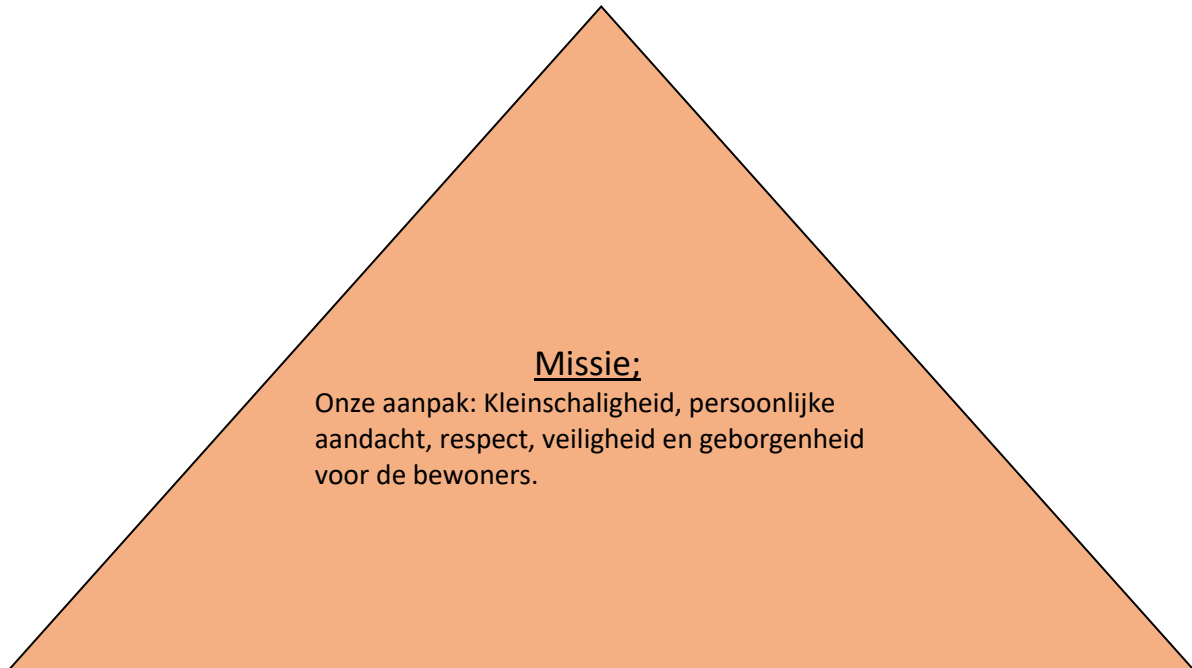 Missie;
Onze aanpak: Kleinschaligheid, persoonlijke
aandacht, respect, veiligheid en geborgenheid
voor de bewoners.